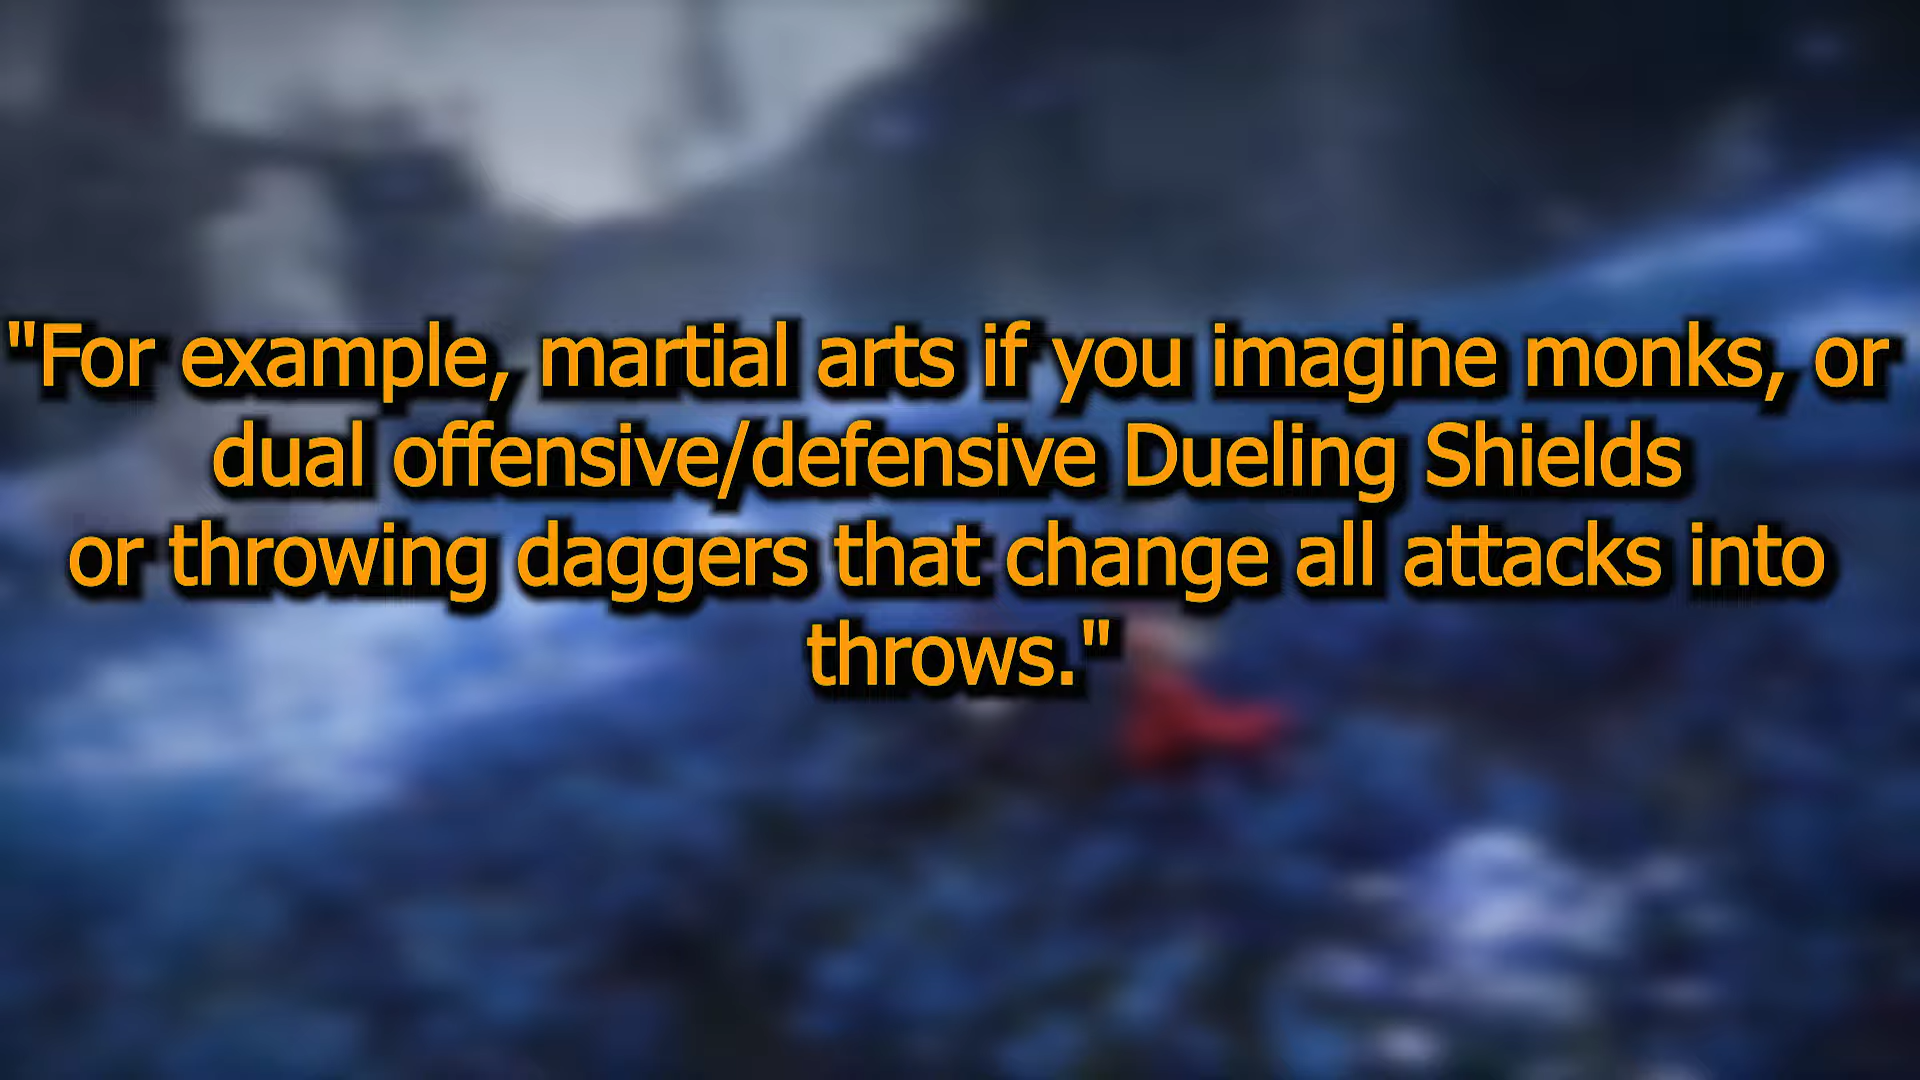 "For example, martial arts if you imagine monks, or
dual offensive/defensive Dueling Shields
or throwing daggers that change all attacks into
throws."